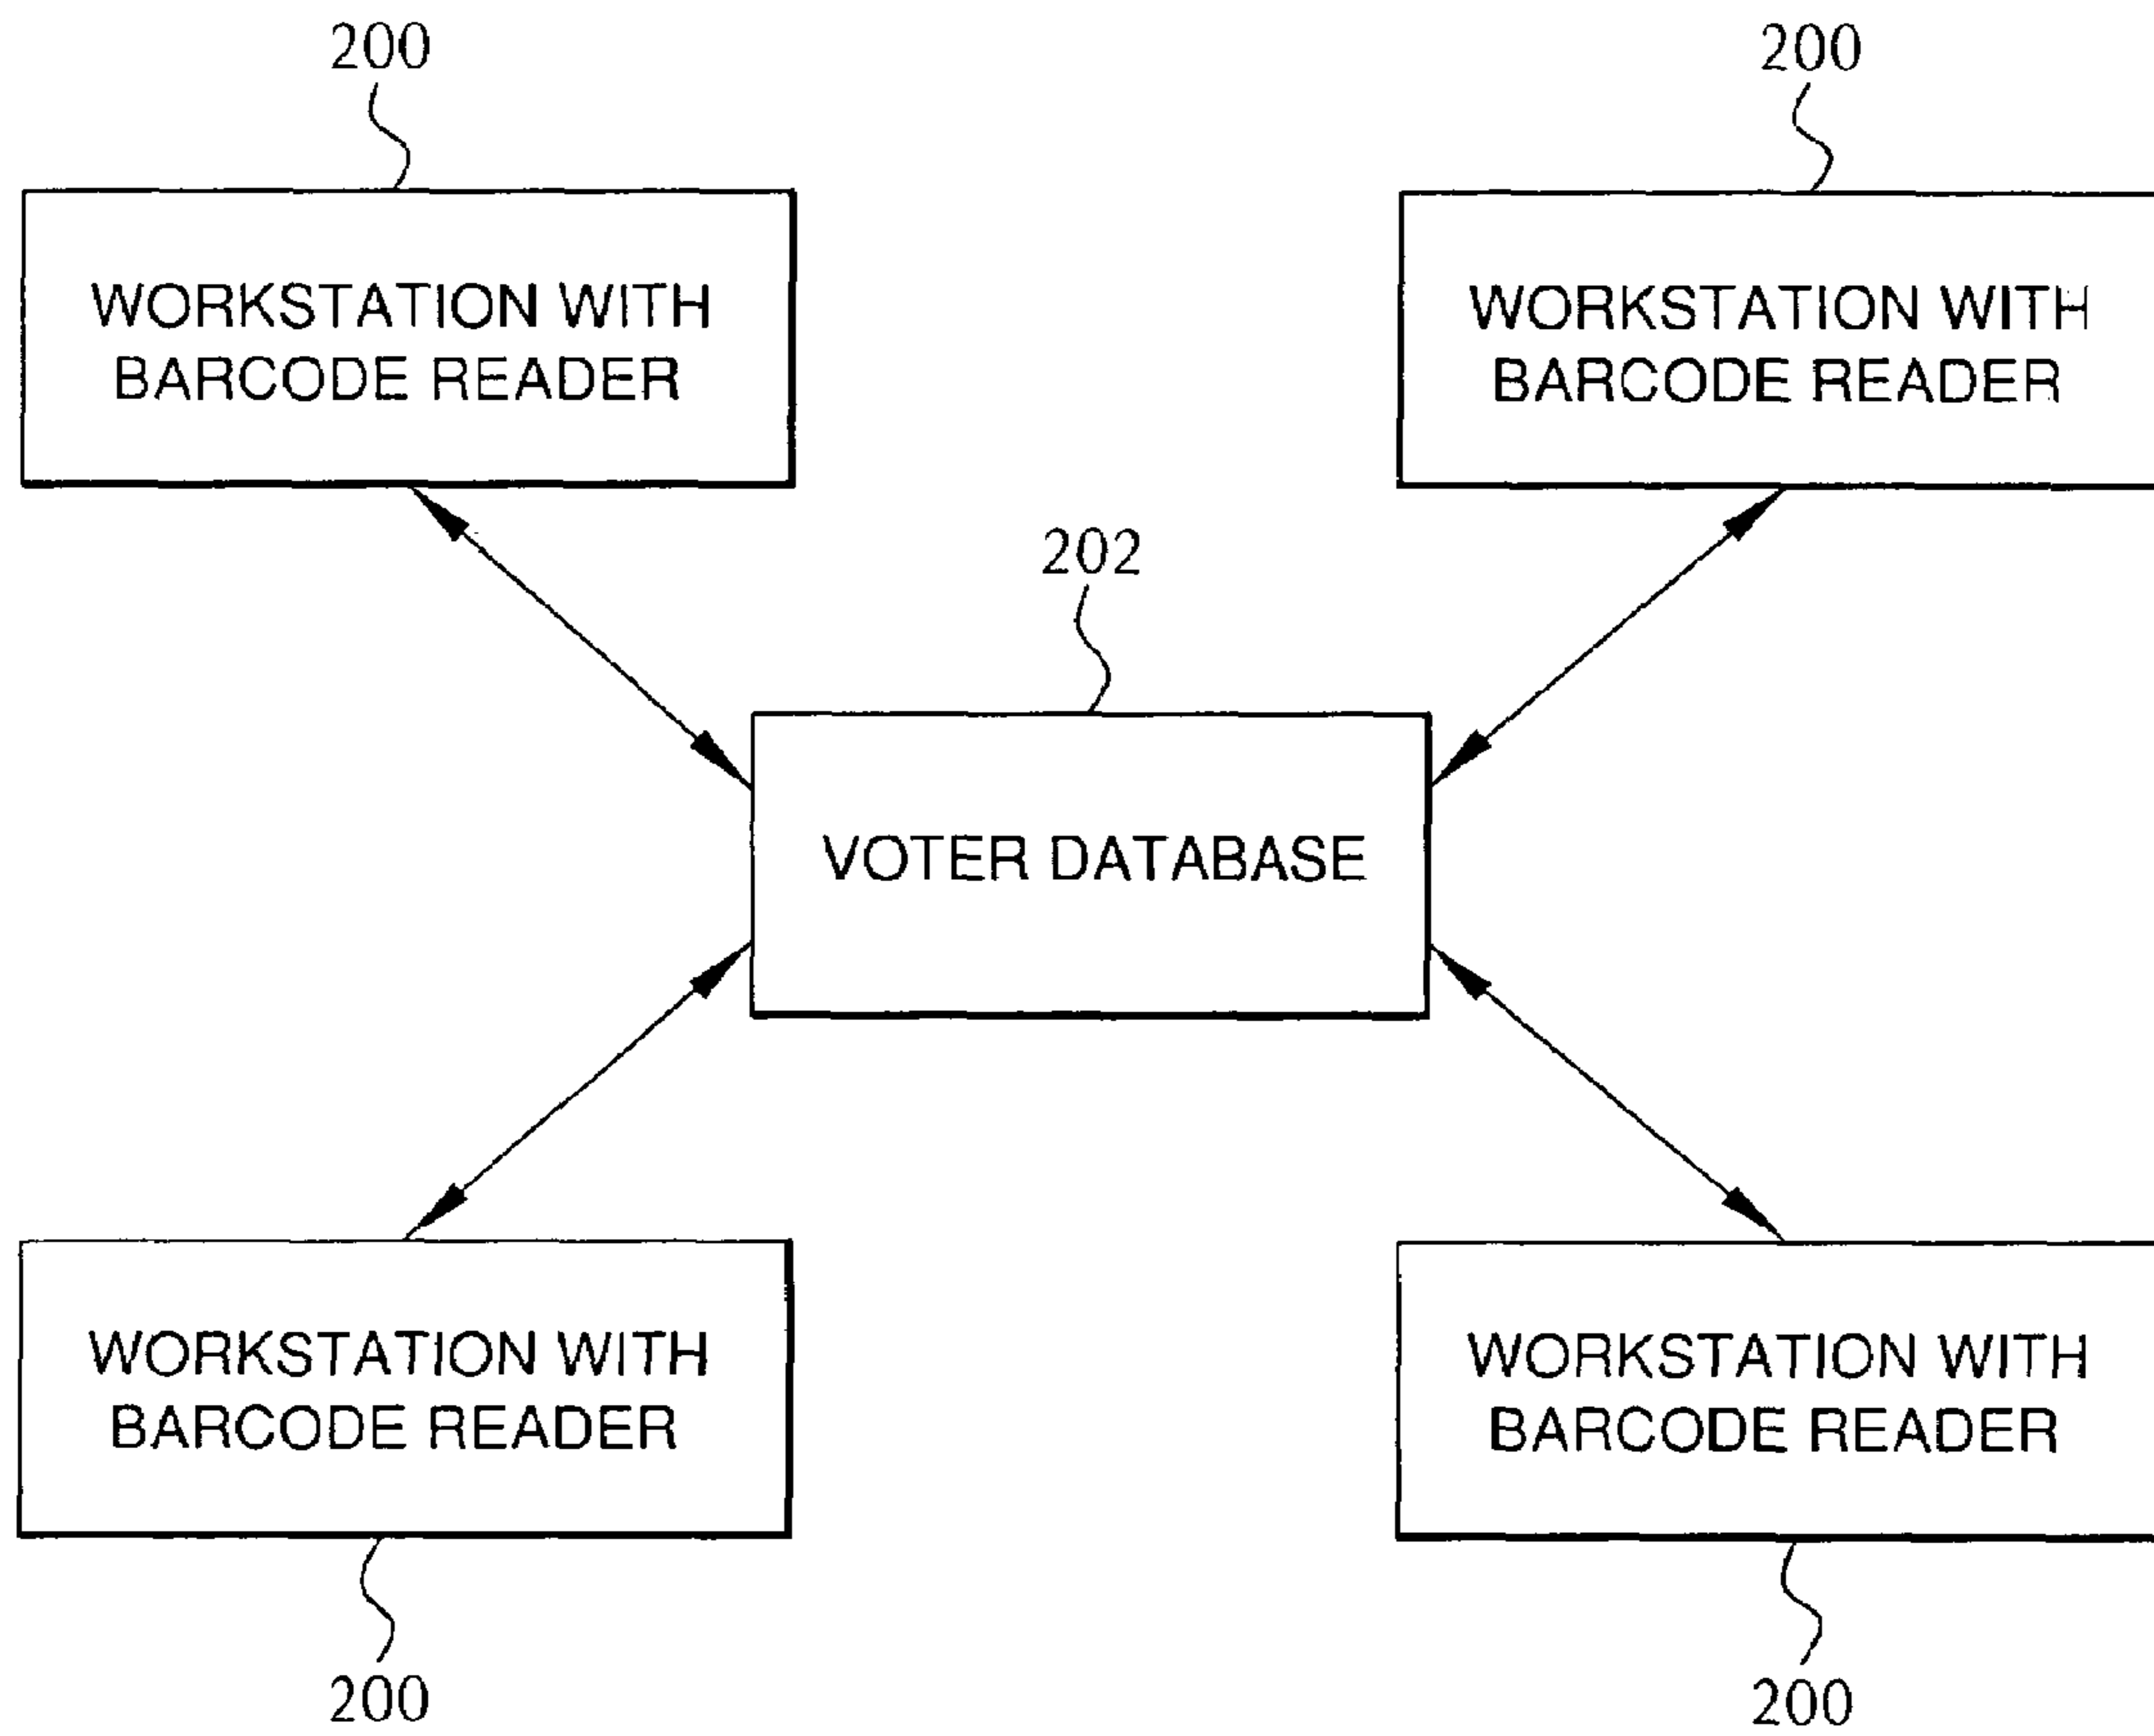 200
200
WORKSTATION WITH
BARCODE READER
WORKSTATION WITH
BARCODE READER
202
VOTER DATABASE
WORKSTATION WITH
BARCODE READER
WORKSTATION WITH
BARCODE READER
200
200